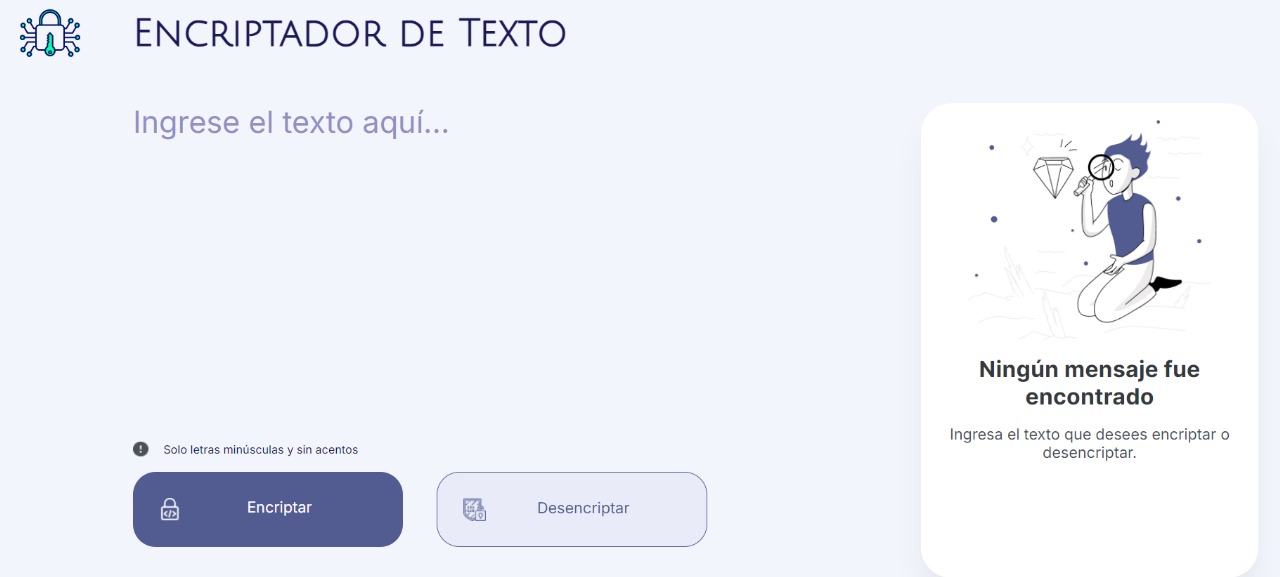 Encriptador de Texto
Ingrese el texto aquí...
Solo letras minúsculas y sin acentos
Encriptar
Desencriptar
Ningún mensaje fue
encontrado
Ingresa el texto que desees encriptar o
desencriptar.